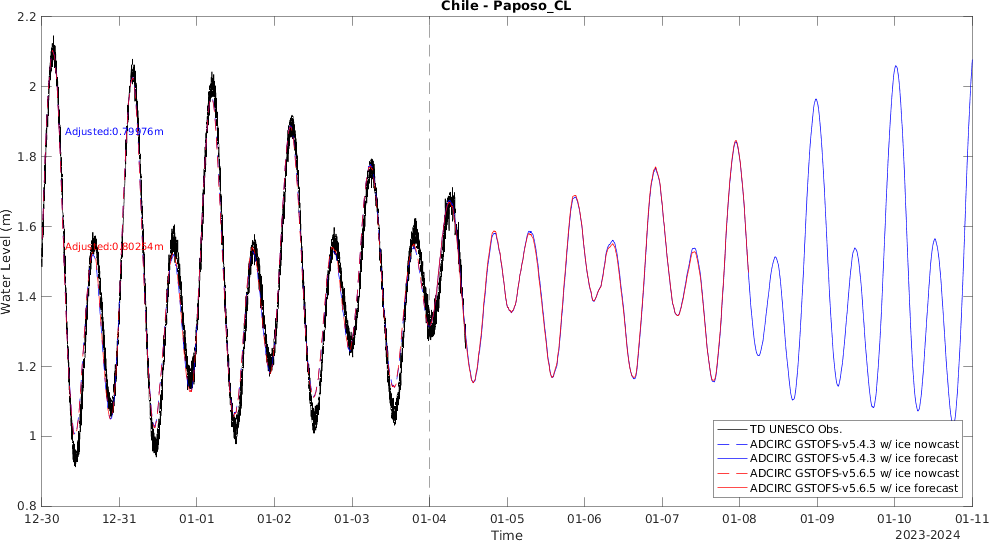 Chile - Paposo_CL
2.2
2
1.8
1.6
1.4
1.2
1
0.8
Water Level (m)
Adjusted:0.79976m
Adjusted:0.80264m
TD UNESCO Obs.
ADCIRC GSTOFS-v5.4.3 w/ ice nowcast
ADCIRC GSTOFS-v5.4.3 w/ ice forecast
ADCIRC GSTOFS-v5.6.5 w/ ice nowcast
ADCIRC GSTOFS-v5.6.5 w/ ice forecast
12-30 12-31 01-01 01-02 01-03 01-04 01-05 01-06 01-07 01-08 01-09 01-10 01-11
Time
2023-2024